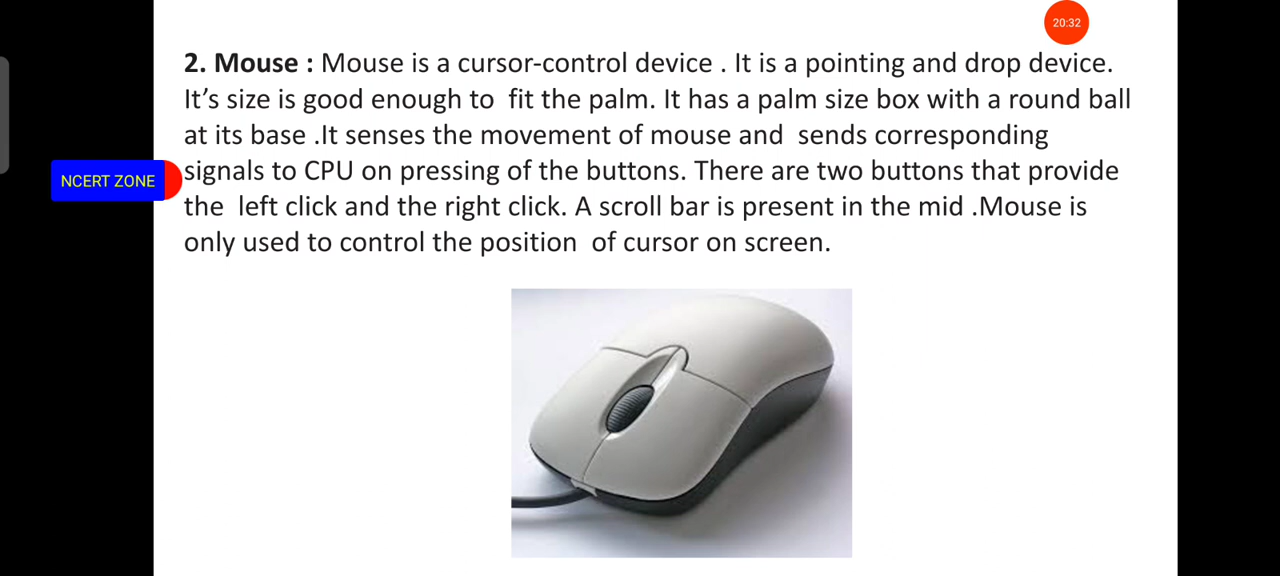 20:32
2. Mouse : Mouse is a cursor-control device . It is a pointing and drop device.
It’s size is good enough to fit the palm. It has a palm size box with a round ball
at its base .It senses the movement of mouse and sends corresponding
NCERT ZONE
signals to CPU on pressing of the buttons. There are two buttons that provide
the left click and the right click. A scroll bar is present in the mid .Mouse is
only used to control the position of cursor on screen.